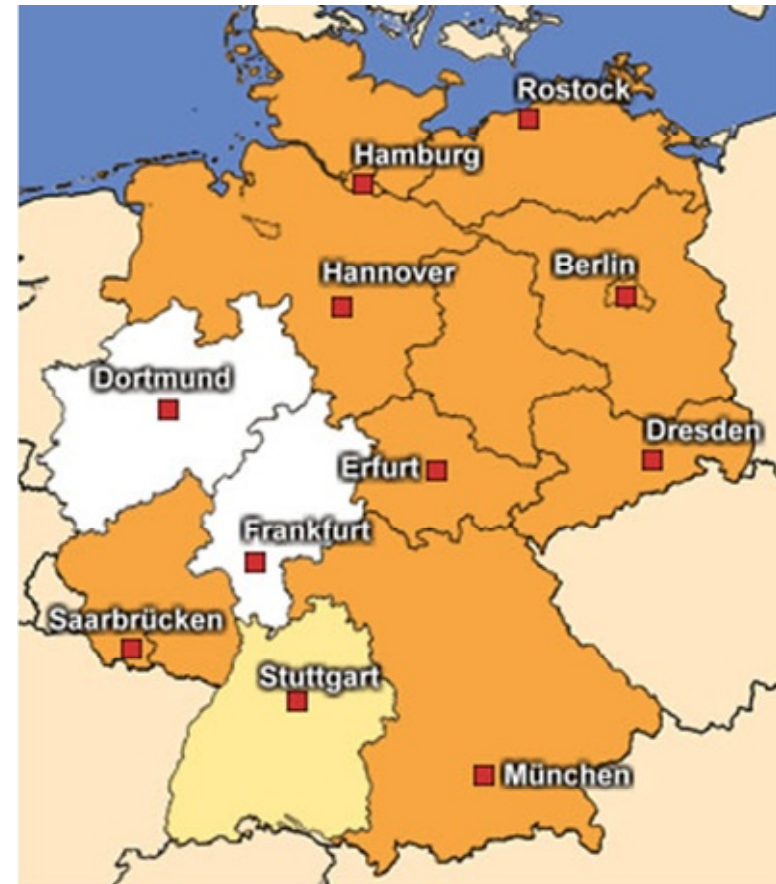 Rostock
Hamburg
Hannover
Berlin
Dortmund
Dresden
Erfurt
Frankfurt
Saarbrücken
Stuttgart
München